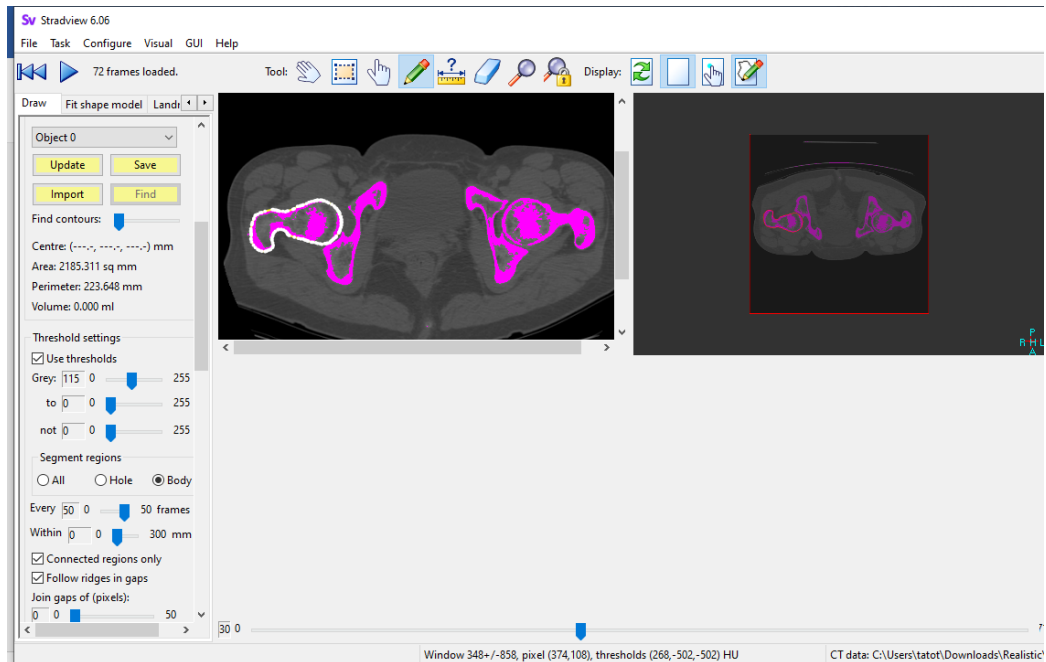 Sv Stradview 6.06
File Task Configure Visual GUI Help
72 frames loaded. Tool: ? Display:
Draw Fit shape model Landr
Object 0
Update Save
Import Find
Find contours:
Centre: (---.-, ---.-, ---.-) mm
Area: 2185.311 sq mm
Perimeter: 223.648 mm
Volume: 0.000 ml
P
R H L
A
Threshold settings
Use thresholds
Grey: 115 0 255
to 0 0 255
not 0 0 255
Segment regions
All Hole Body
Every 50 0 50 frames
Within 0 0 300 mm
Connected regions only
Follow ridges in gaps
Join gaps of (pixels):
0 0 50
30 0
Window 348+/-858, pixel (374,108), thresholds (268,-502,-502) HU CT data: C:\Users\tatot\Downloads\Realistic\